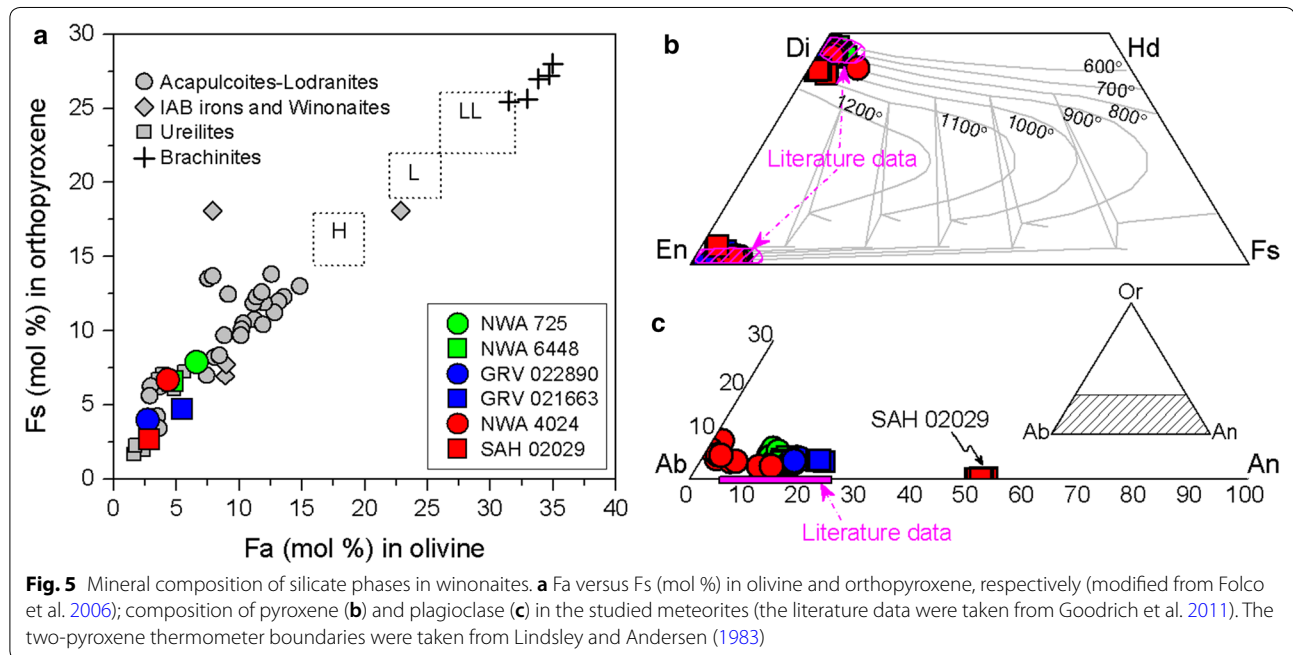 a
Acapulcoites-Lodranites
IAB irons and Winonaites
Ureilites
Brachinites
LL
L
H
NWA 725
NWA 6448
GRV 022890
GRV 021663
NWA 4024
SAH 02029
30
25
20
15
10
5
0
0 5 10 15 20 25 30 35 40
Fs (mol %) in orthopyroxene
Fa (mol %) in olivine
b
Di
Hd
600°
700°
800°
900°
1000°
1100°
1200°
Literature data
En
Fs
c
30
20
10
Or
Ab
An
SAH 02029
Ab
An
0 10 20 30 40 50 60 70 80 90 100
Literature data
Fig. 5 Mineral composition of silicate phases in winonaites. a Fa versus Fs (mol %) in olivine and orthopyroxene, respectively (modified from Folco
et al. 2006); composition of pyroxene (b) and plagioclase (c) in the studied meteorites (the literature data were taken from Goodrich et al. 2011). The
two-pyroxene thermometer boundaries were taken from Lindsley and Andersen (1983)